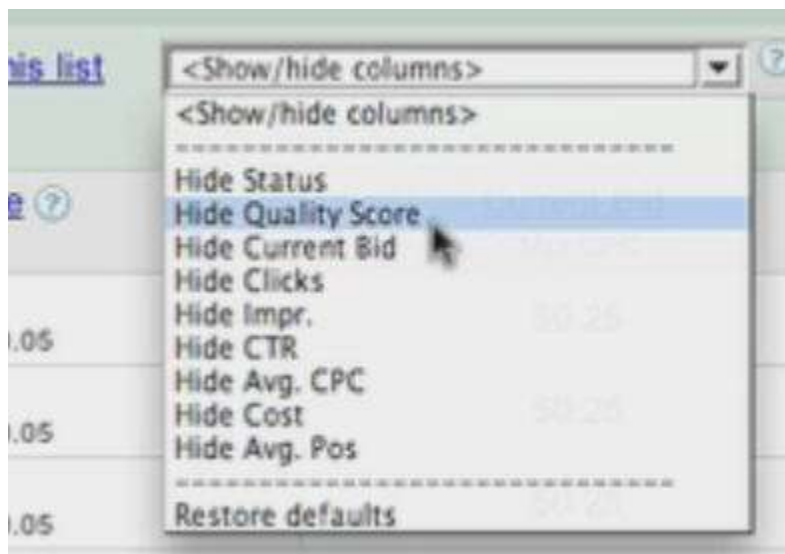 his list <Show/hide columns> ?
<Show/hide columns>
------------------------------
Hide Status
e ? Hide Quality Score
Hide Current Bid
Hide Clicks
Hide Impr.
.05
Hide CTR
Hide Avg. CPC
Hide Cost
.05
Hide Avg. Pos
------------------------------
Restore defaults
.05